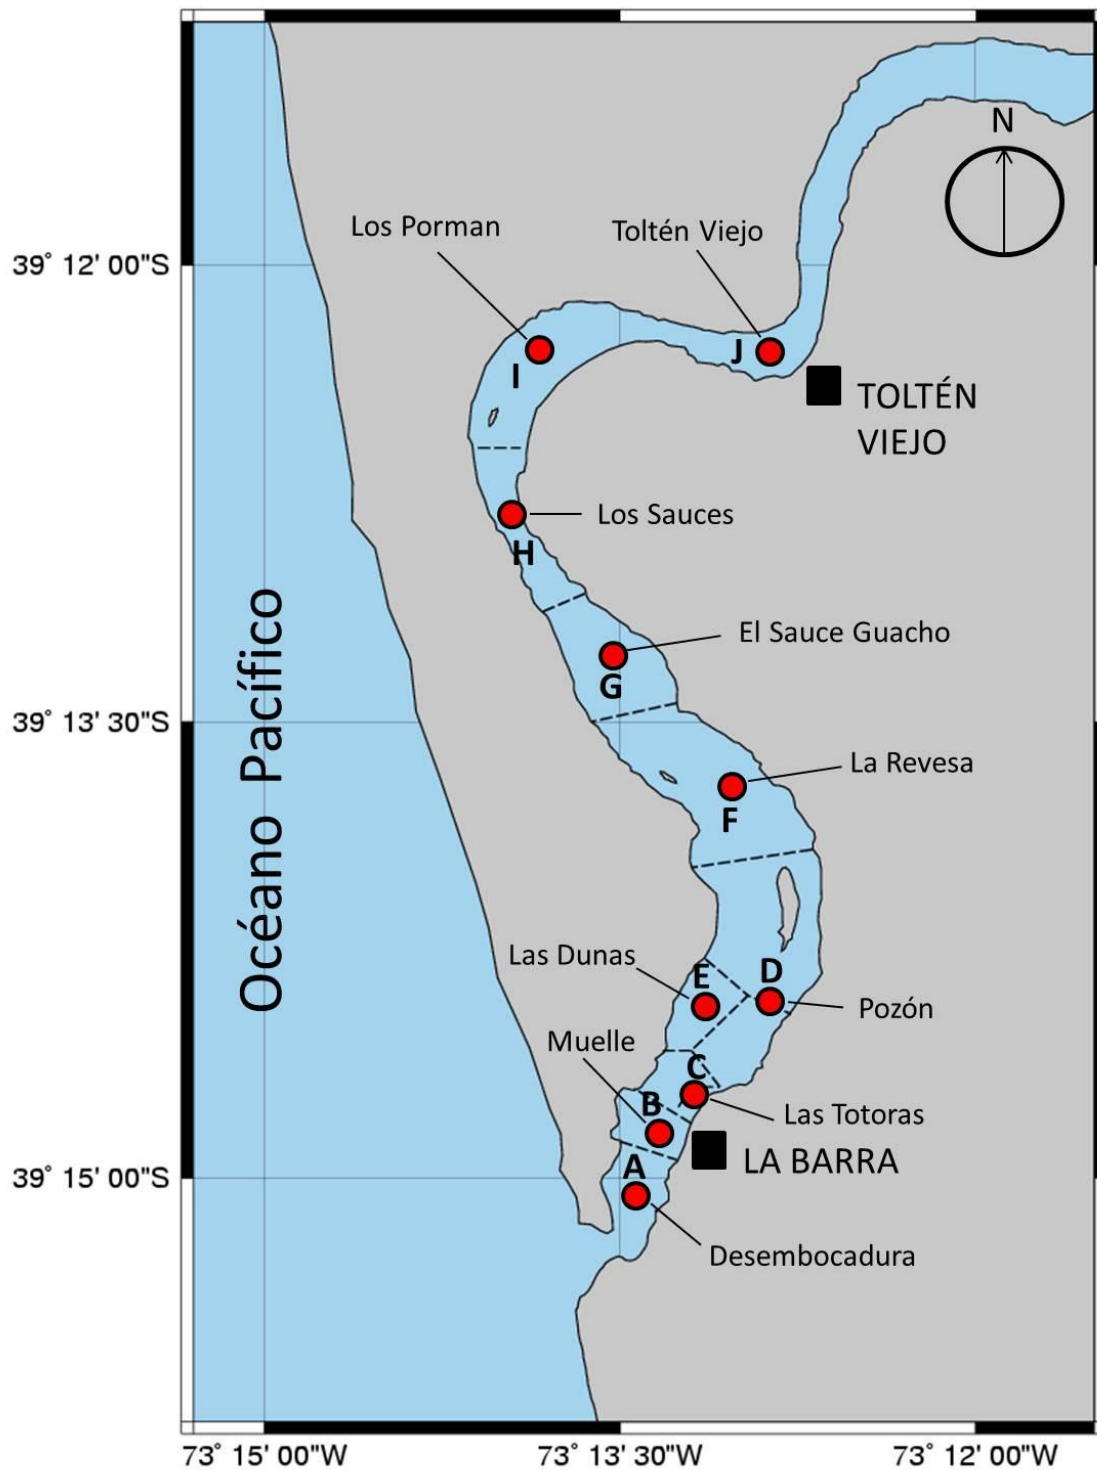 N
Los Porman
Toltén Viejo
39° 12' 00"S
J
I
TOLTÉN
VIEJO
Los Sauces
H
Océano Pacífico
El Sauce Guacho
G
39° 13' 30"S
La Revesa
F
Las Dunas
E
D
Pozón
Muelle
C
B
Las Totoras
LA BARRA
A
39° 15' 00"S
Desembocadura
73° 15' 00"W
73° 13' 30"W
73° 12' 00"W